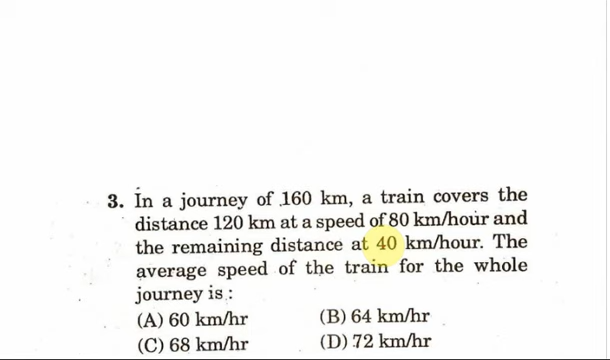 3. In a journey of 160 km, a train covers the
distance 120 km at a speed of 80 km/hour and
the remaining distance at 40 km/hour. The
average speed of the train for the whole
journey is :
(A) 60 km/hr (B) 64 km/hr
(C) 68 km/hr (D) 72 km/hr